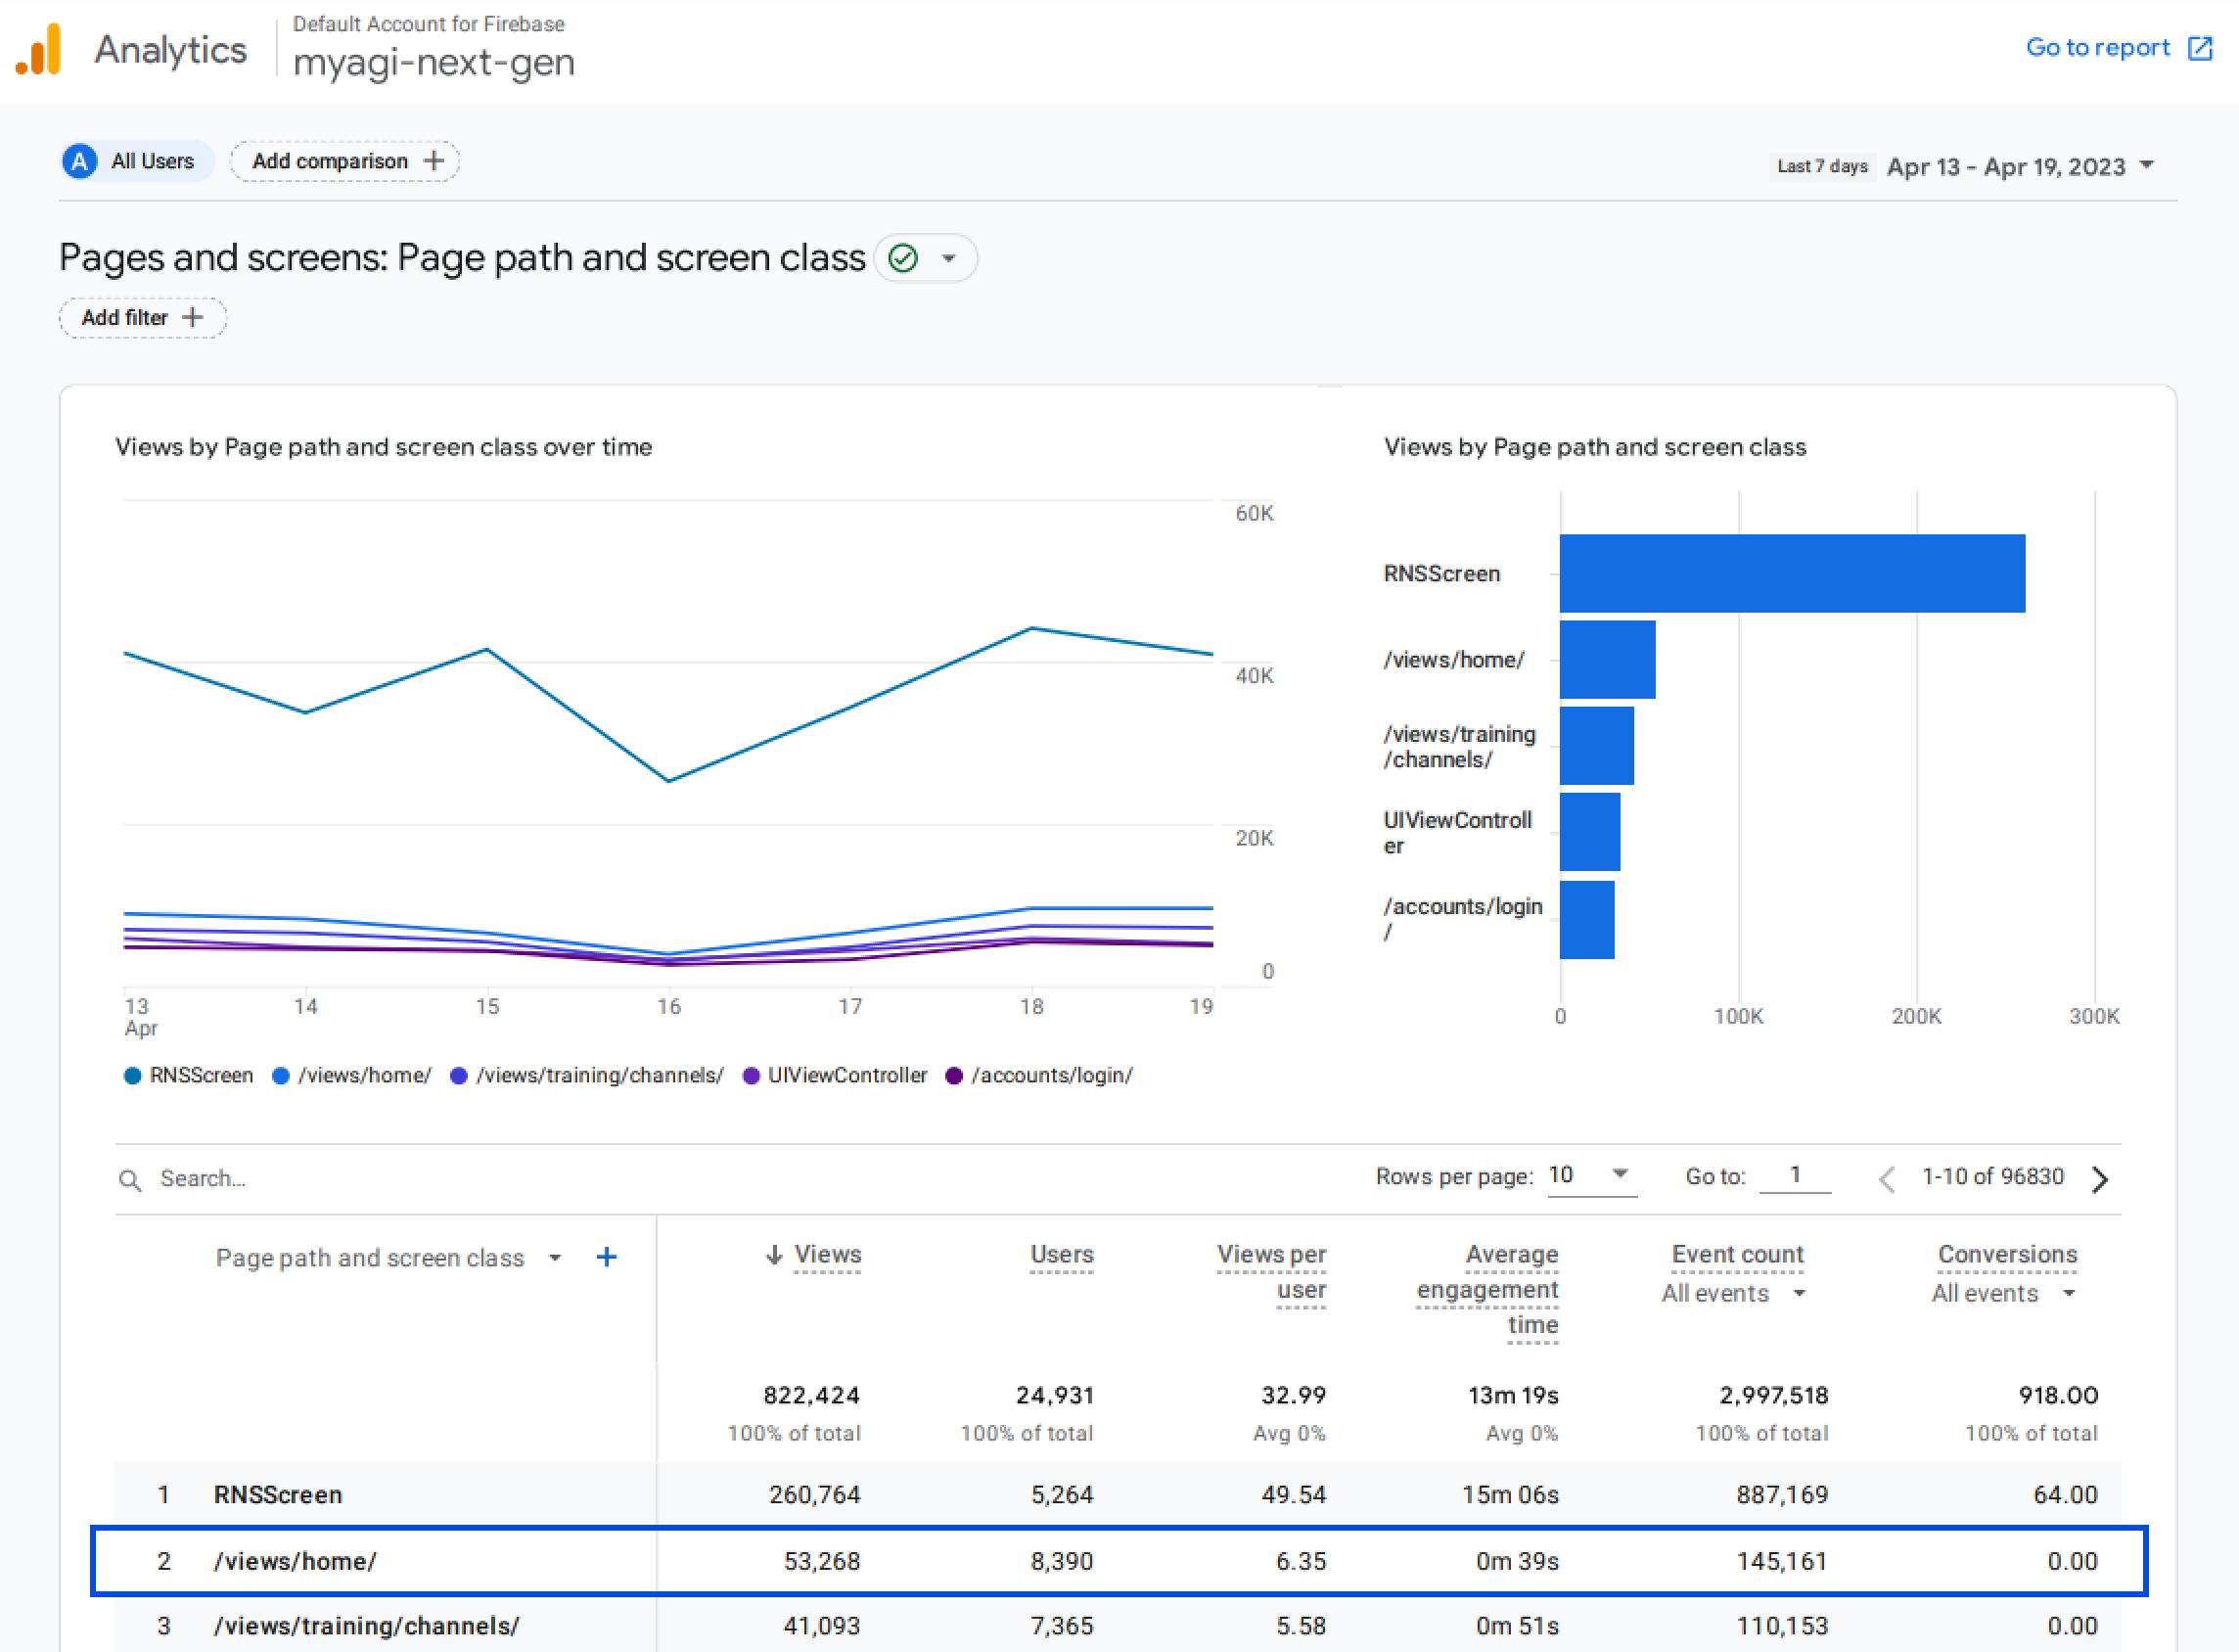 Analytics
Default Account for Firebase
myagi-next-gen
Go to report
A All Users
Add comparison +
Last 7 days Apr 13 - Apr 19, 2023
Pages and screens: Page path and screen class
Add filter +
Views by Page path and screen class over time
60K
40K
20K
0
13 14 15 16 17 18 19
Apr
RNSScreen /views/home/ /views/training/channels/ UIViewController /accounts/login/
Views by Page path and screen class
RNSScreen
/views/home/
/views/training
/channels/
UIViewControll
er
/accounts/login
/
0 100K 200K 300K
Search...
Rows per page: 10 Go to: 1 1-10 of 96830
Page path and screen class +
Views Users Views per Average Event count Conversions
user engagement All events All events
time
822,424 24,931 32.99 13m 19s 2,997,518 918.00
100% of total 100% of total Avg 0% Avg 0% 100% of total 100% of total
1 RNSScreen 260,764 5,264 49.54 15m 06s 887,169 64.00
2 /views/home/ 53,268 8,390 6.35 0m 39s 145,161 0.00
3 /views/training/channels/ 41,093 7,365 5.58 0m 51s 110,153 0.00